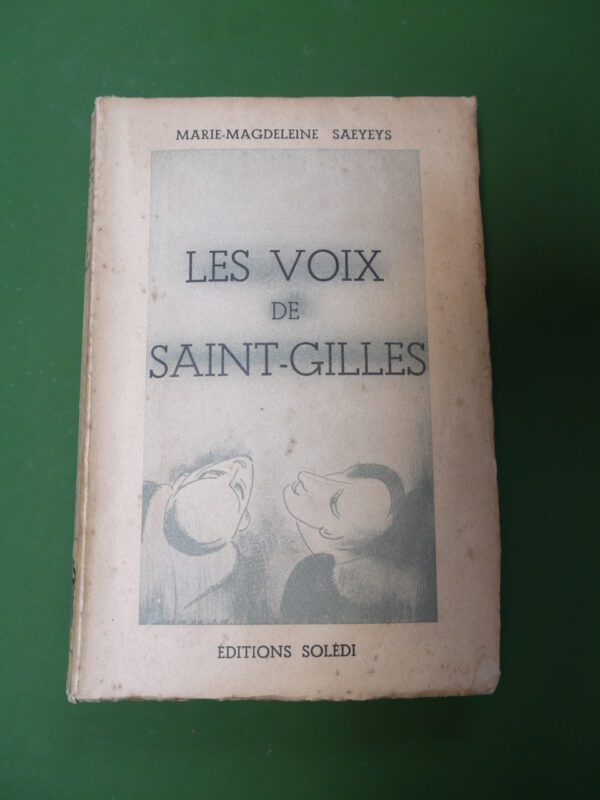 MARIE-MAGDELEINE SAEYEYS
LES VOIX
DE
SAINT-GILLES
ÉDITIONS SOLÉDI